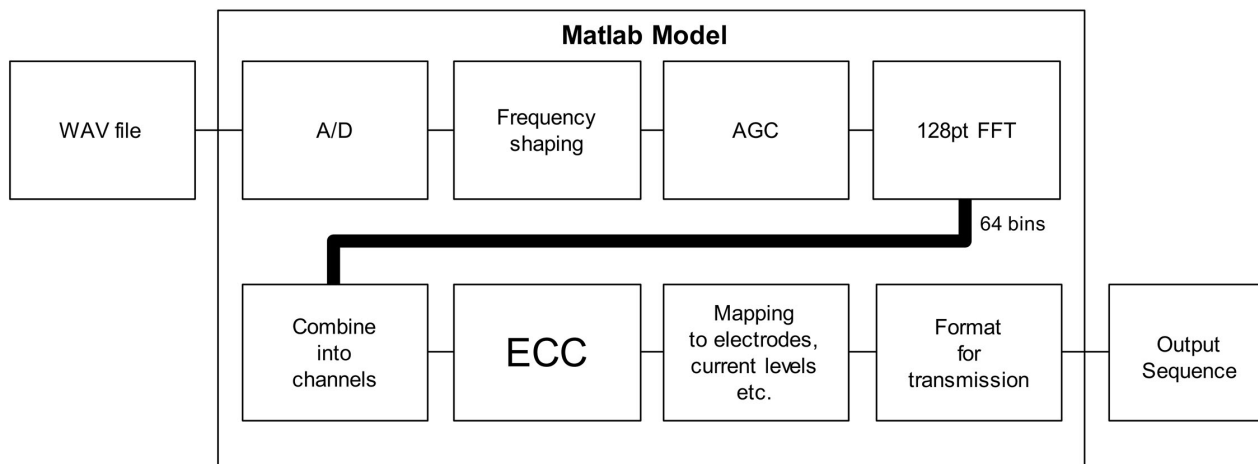 Matlab Model
WAV file
A/D
Frequency
shaping
AGC
128pt FFT
64 bins
Combine
into
channels
ECC
Mapping
to electrodes,
current levels
etc.
Format
for
transmission
Output
Sequence